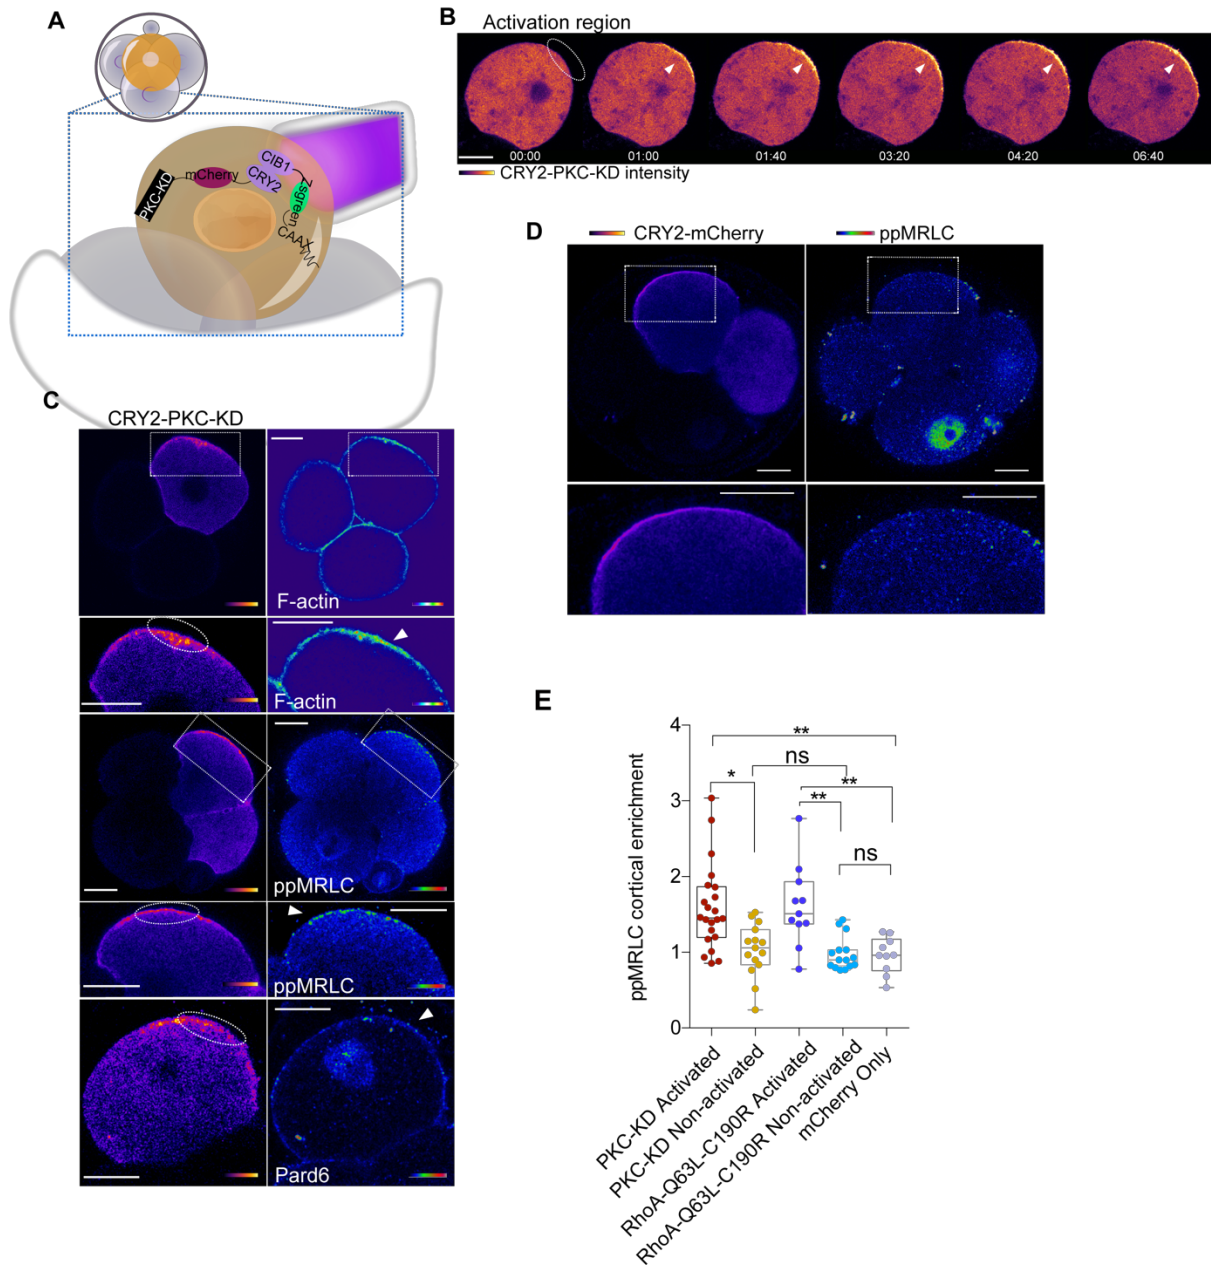 A
PKC-KD
mCherry
CIB1
CRY2
Zsgreen
CAAX
B
Activation region
00:00
01:00
01:40
03:20
04:20
06:40
CRY2-PKC-KD intensity
C
CRY2-PKC-KD
F-actin
F-actin
ppMRLC
ppMRLC
Pard6
D
CRY2-mCherry
ppMRLC
E
ppMRLC cortical enrichment
4
3
2
1
0
**
ns
*
**
**
ns
PKC-KD Activated
PKC-KD Non-activated
RhoA-Q63L-C190R Activated
RhoA-Q63L-C190R Non-activated
mCherry Only